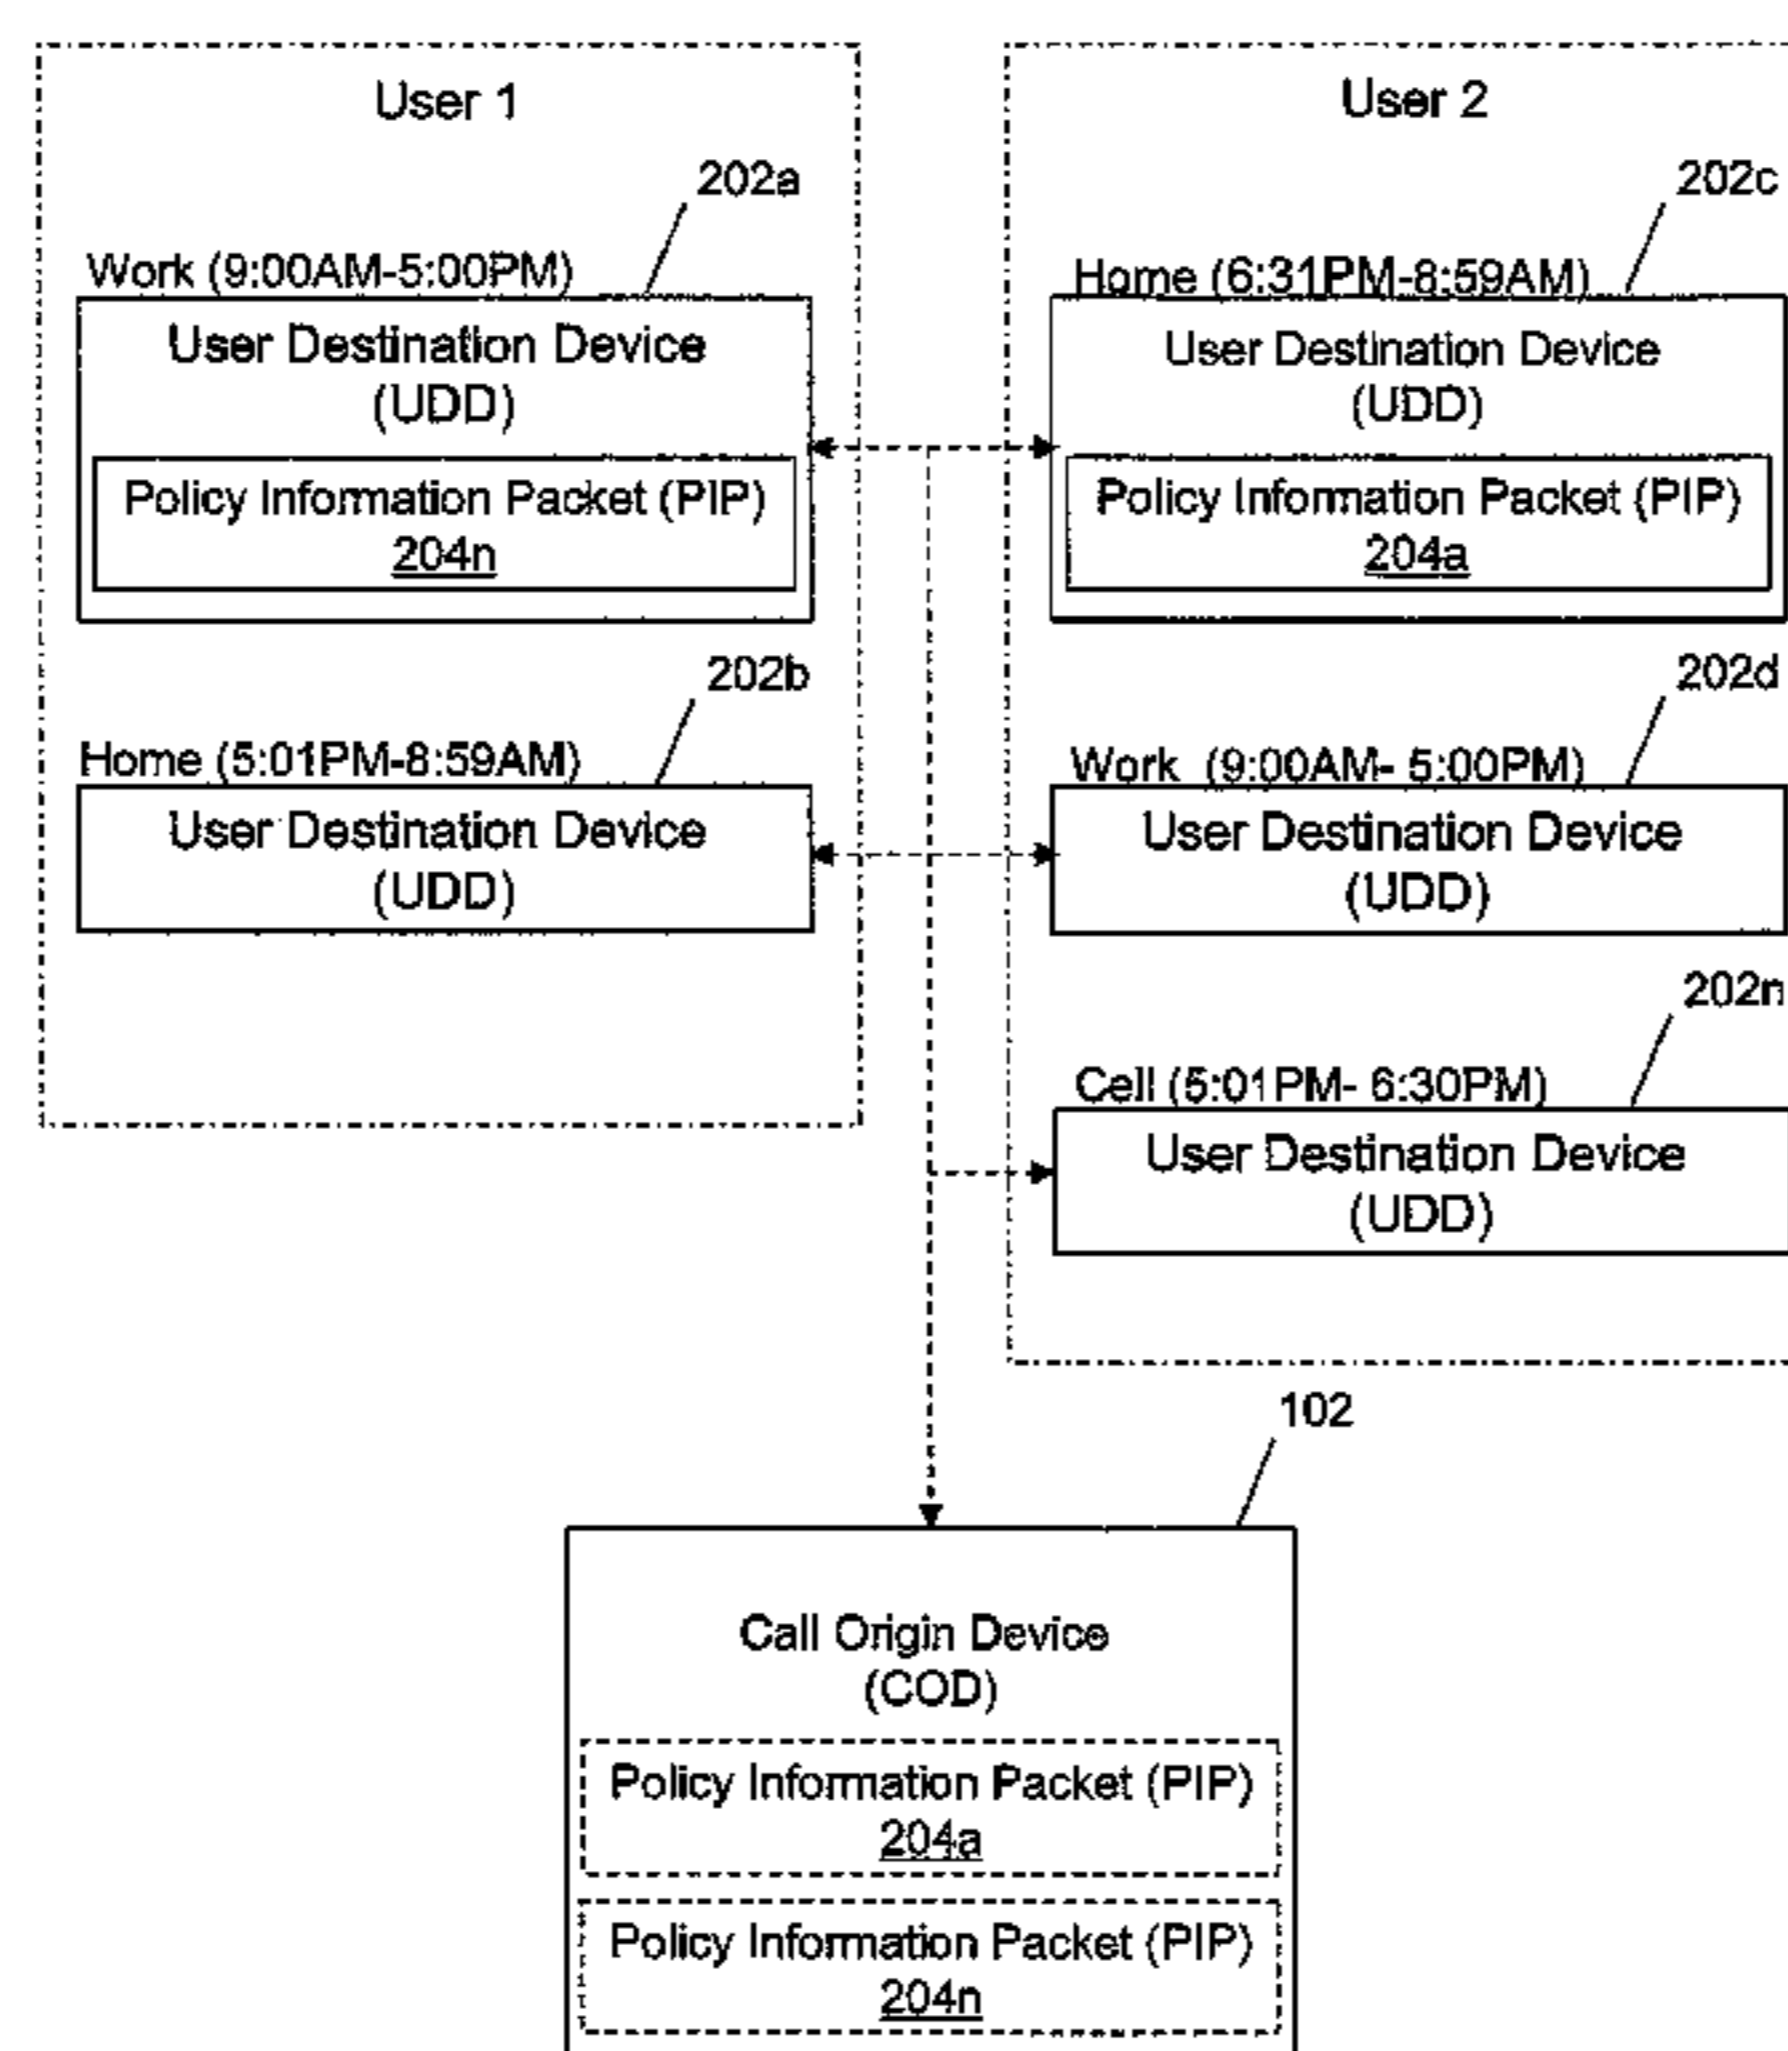 User 1
202a
Work (9:00AM-5:00PM)
User Destination Device
(UDD)
Policy Information Packet (PIP)
204n
202b
Home (5:01PM-8:59AM)
User Destination Device
(UDD)
User 2
202c
Home (6:31PM-8:59AM)
User Destination Device
(UDD)
Policy Information Packet (PIP)
204a
202d
Work (9:00AM- 5:00PM)
User Destination Device
(UDD)
202n
Cell (5:01PM- 6:30PM)
User Destination Device
(UDD)
102
Call Origin Device
(COD)
Policy Information Packet (PIP)
204a
Policy Information Packet (PIP)
204n